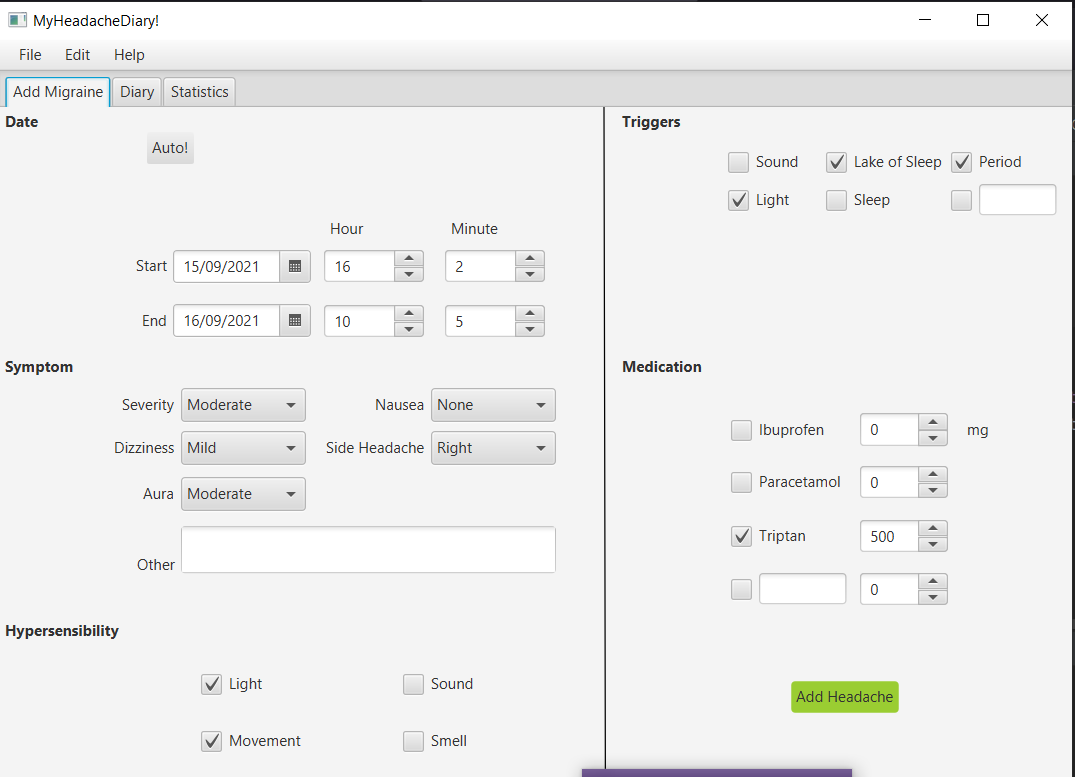 MyHeadacheDiary!
File Edit Help
Add Migraine Diary Statistics
Date
Auto!
Hour Minute
Start 15/09/2021 16 2
End 16/09/2021 10 5
Symptom
Severity Moderate Nausea None
Dizziness Mild Side Headache Right
Aura Moderate
Other
Hypersensibility
Light Sound
Movement Smell
Triggers
Sound Lake of Sleep Period
Light Sleep
Medication
Ibuprofen 0 mg
Paracetamol 0
Triptan 500
0
Add Headache